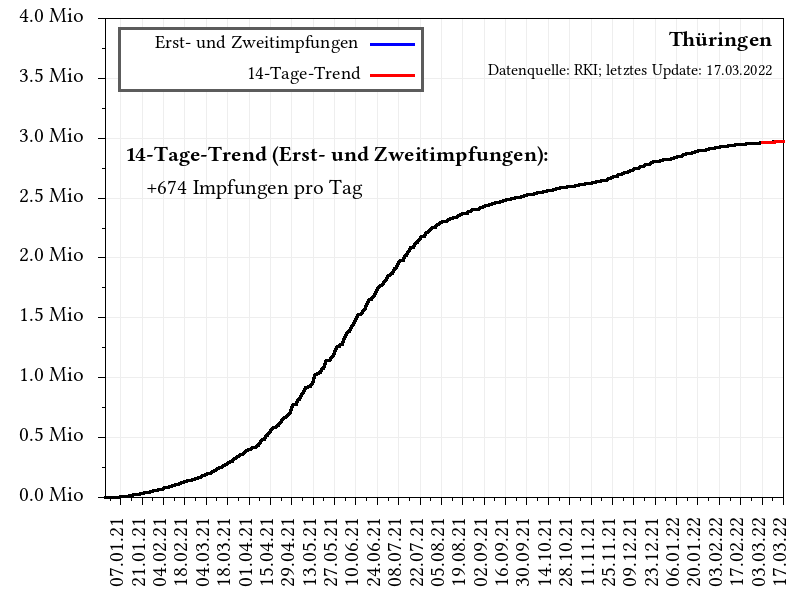 4.0 Mio
3.5 Mio
3.0 Mio
2.5 Mio
2.0 Mio
1.5 Mio
1.0 Mio
0.5 Mio
0.0 Mio
Erst- und Zweitimpfungen
14-Tage-Trend
Thüringen
Datenquelle: RKI; letztes Update: 17.03.2022
14-Tage-Trend (Erst- und Zweitimpfungen):
+674 Impfungen pro Tag
07.01.21
21.01.21
04.02.21
18.02.21
04.03.21
18.03.21
01.04.21
15.04.21
29.04.21
13.05.21
27.05.21
10.06.21
24.06.21
08.07.21
22.07.21
05.08.21
19.08.21
02.09.21
16.09.21
30.09.21
14.10.21
28.10.21
11.11.21
25.11.21
09.12.21
23.12.21
06.01.22
20.01.22
03.02.22
17.02.22
03.03.22
17.03.22